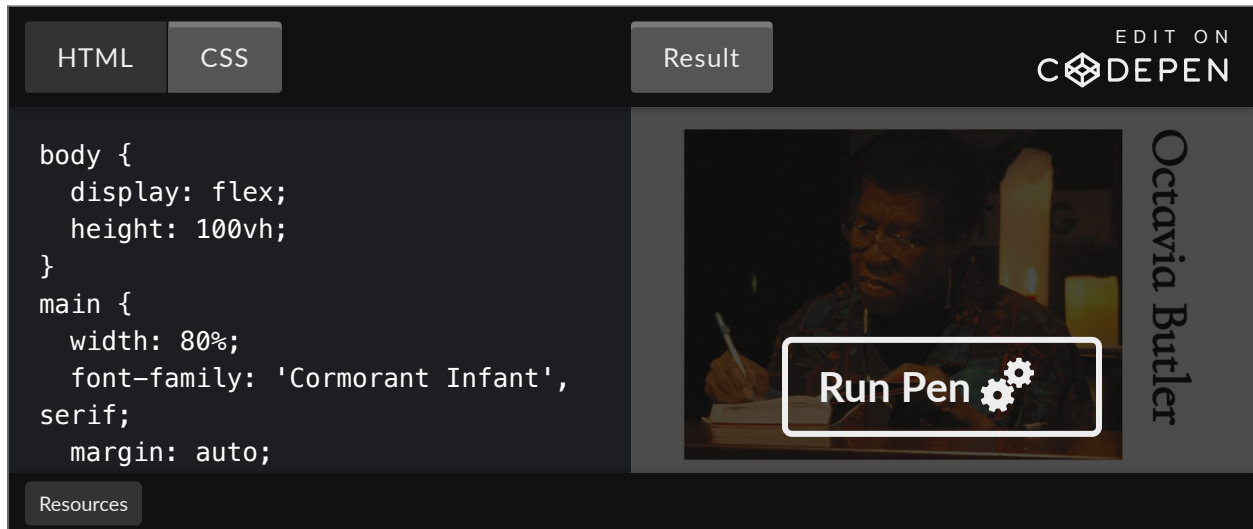 HTML
CSS
Result
EDIT ON
CODEPEN
body {
  display: flex;
  height: 100vh;
}
main {
  width: 80%;
  font-family: 'Cormorant Infant',
serif;
  margin: auto;
Octavia Butler
Run Pen
Resources